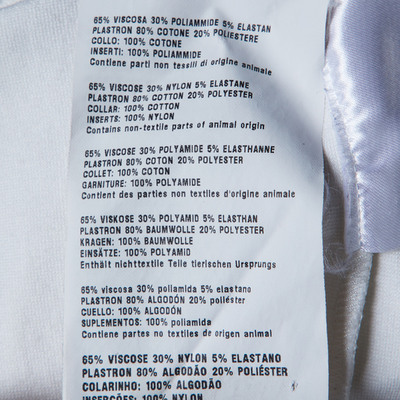 65% VISCOSA 30% POLIAMMIDE 5% ELASTAN
PLASTRON 80% COTONE 20% POLIESTERE
COLLO: 100% COTONE
INSERTI: 100% POLIAMMIDE
Contiene parti non tessili di origine animale
65% VISCOSE 30% NYLON 5% ELASTANE
PLASTRON 80% COTTON 20% POLYESTER
COLLAR: 100% COTTON
INSERTS: 100% NYLON
Contains non-textile parts of animal origin
65% VISCOSE 30% POLYAMIDE 5% ELASTHANNE
PLASTRON 80% COTON 20% POLYESTER
COLLET: 100% COTON
GARNITURE: 100% POLYAMIDE
Contient des parties non textiles d'origine animale
65% VISKOSE 30% POLYAMID 5% ELASTHAN
PLASTRON 80% BAUMWOLLE 20% POLYESTER
KRAGEN: 100% BAUMWOLLE
EINSÄTZE: 100% POLYAMID
Enthält nichttextile Teile tierischen Ursprungs
65% viscosa 30% poliamida 5% elastano
PLASTRON 80% ALGODÓN 20% poliéster
CUELLO: 100% ALGODÓN
SUPLEMENTOS: 100% poliamida
Contiene partes no textiles de origen animal
65% VISCOSE 30% NYLON 5% ELASTANO
PLASTRON 80% ALGODÃO 20% POLIÉSTER
COLARINHO: 100% ALGODÃO
INSERÇÕES: 100% NYLON